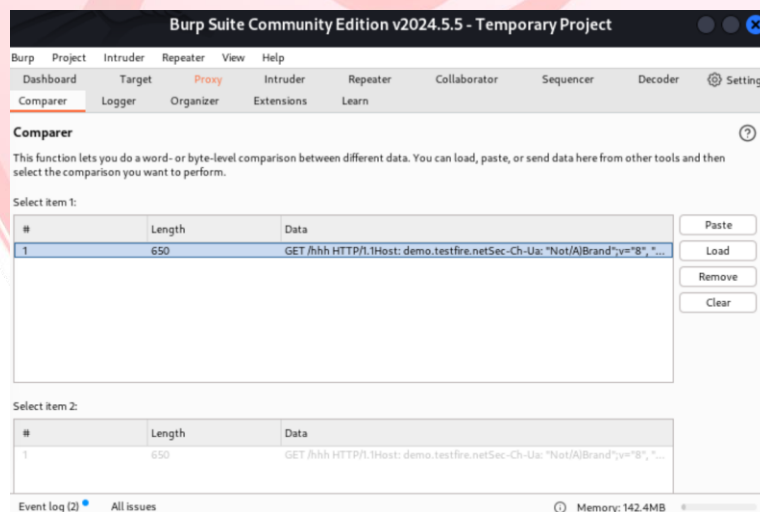 Burp Suite Community Edition v2024.5.5 - Temporary Project
Burp Project Intruder Repeater View Help
Dashboard Target Proxy Intruder Repeater Collaborator Sequencer Decoder Setting
Comparer Logger Organizer Extensions Learn
Comparer
This function lets you do a word- or byte-level comparison between different data. You can load, paste, or send data here from other tools and then
select the comparison you want to perform.
Select item 1:
# Length Data
1 650 GET /hhh HTTP/1.1Host: demo.testfire.netSec-Ch-Ua: "Not/A)Brand";v="8", "...
Paste
Load
Remove
Clear
Select item 2:
# Length Data
1 650 GET /hhh HTTP/1.1Host: demo.testfire.netSec-Ch-Ua: "Not/A)Brand";v="8", "...
Event log (2) All issues Memory: 142.4MB